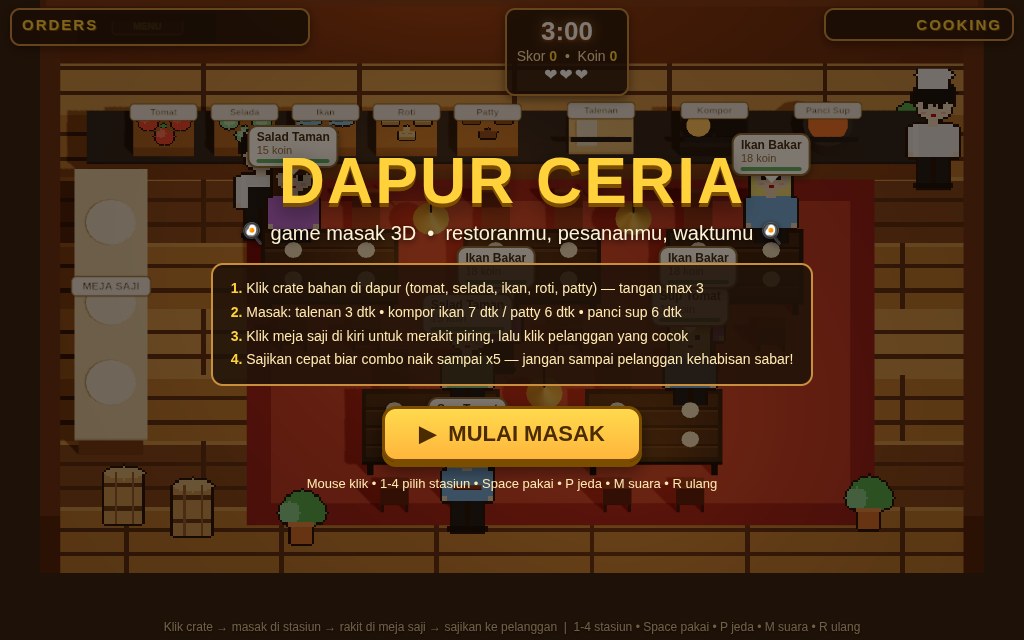 ORDERS
MENU
3:00
Skor 0 • Koin 0
COOKING
Tomat
Selada
Ikan
Roti
Patty
Talenan
Kompor
Panci Sup
Salad Taman
15 koin
Ikan Bakar
18 koin
DAPUR CERIA
game masak 3D • restoranmu, pesananmu, waktumu
Ikan Bakar
18 koin
Ikan Bakar
18 koin
MEJA SAJI
1. Klik crate bahan di dapur (tomat, selada, ikan, roti, patty) — tangan max 3
2. Masak: talenan 3 dtk • kompor ikan 7 dtk / patty 6 dtk • panci sup 6 dtk
3. Klik meja saji di kiri untuk merakit piring, lalu klik pelanggan yang cocok
4. Sajikan cepat biar combo naik sampai x5 — jangan sampai pelanggan kehabisan sabar!
▶ MULAI MASAK
Mouse klik • 1-4 pilih stasiun • Space pakai • P jeda • M suara • R ulang
Klik crate → masak di stasiun → rakit di meja saji → sajikan ke pelanggan | 1-4 stasiun • Space pakai • P jeda • M suara • R ulang